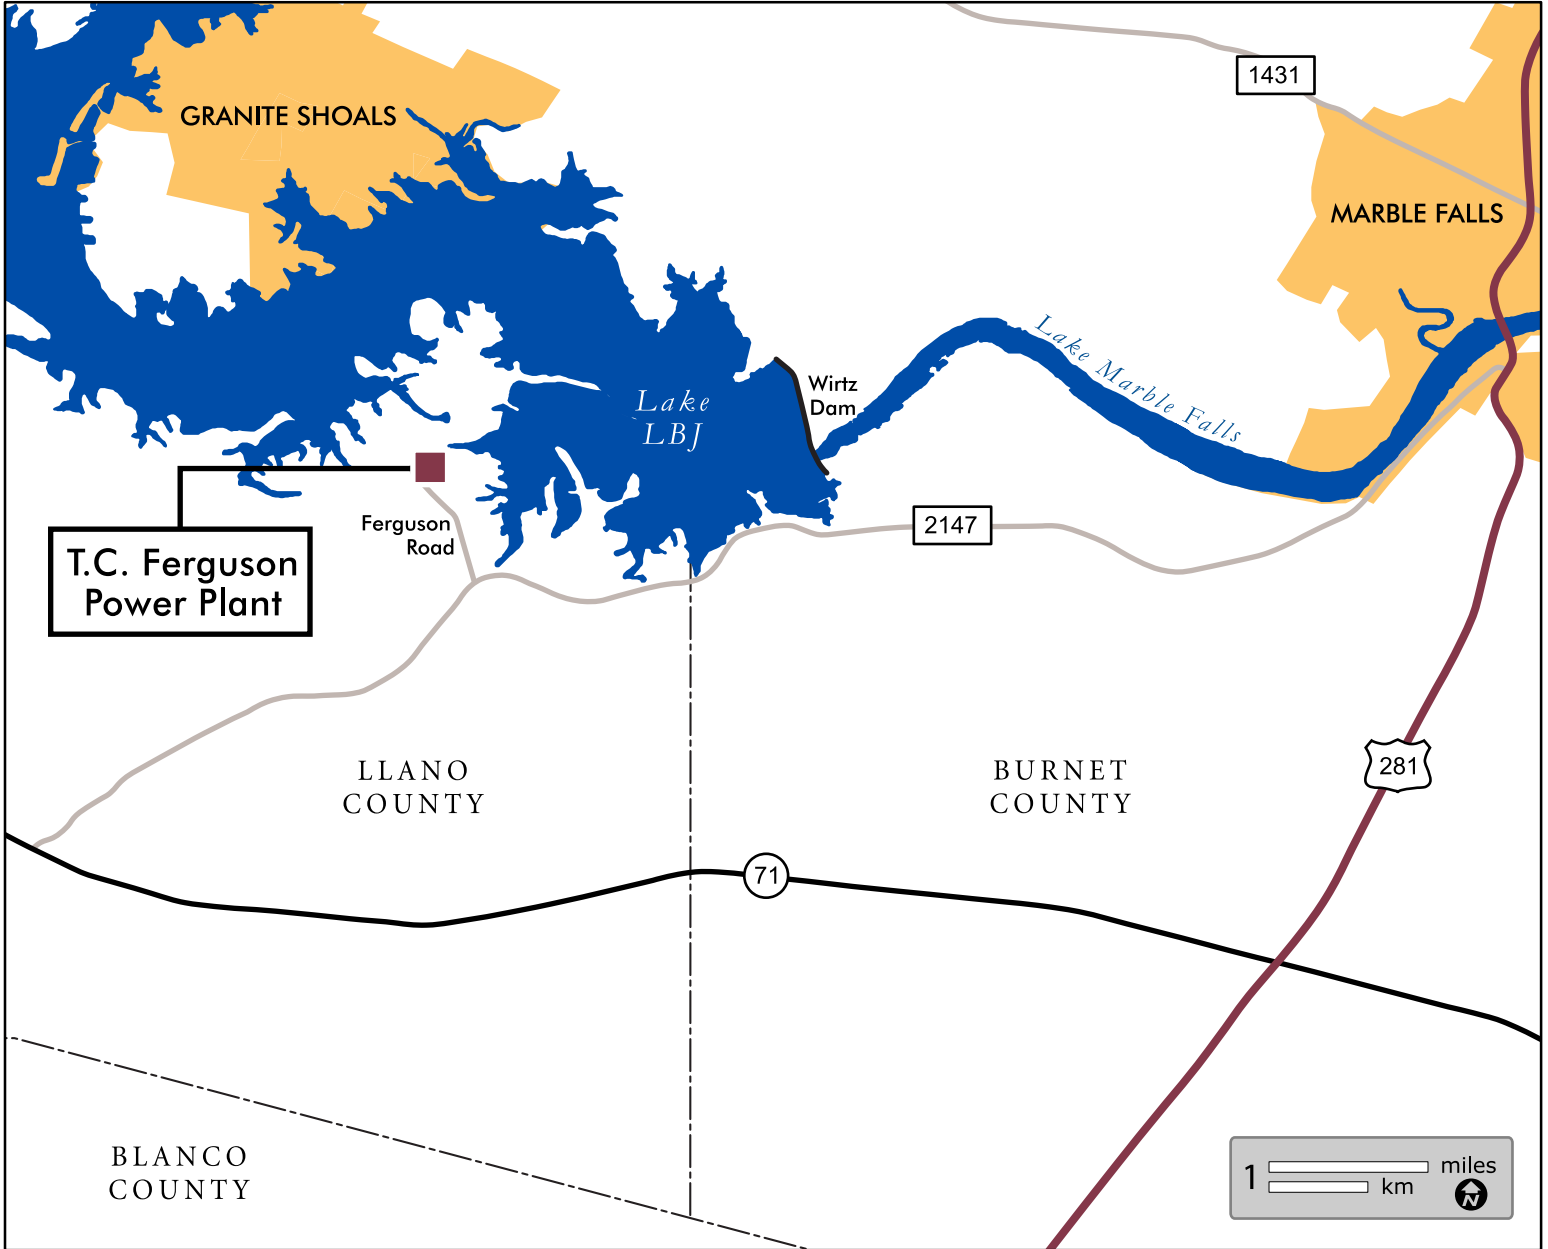 1431
GRANITE SHOALS
MARBLE FALLS
Lake Marble Falls
Wirtz
Dam
Lake
LBJ
Ferguson
Road
2147
T.C. Ferguson
Power Plant
LLANO
COUNTY
BURNET
COUNTY
281
71
BLANCO
COUNTY
1
miles
km
N